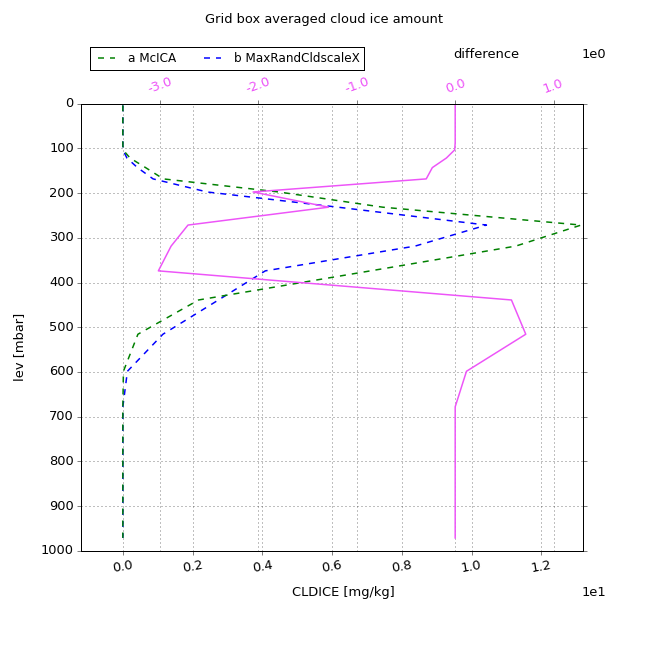 Grid box averaged cloud ice amount
a McICA b MaxRandCldscaleX difference 1e0
-3.0 -2.0 -1.0 0.0 1.0
0
100
200
300
400
500
600
700
800
900
1000
lev [mbar]
0.0 0.2 0.4 0.6 0.8 1.0 1.2
CLDICE [mg/kg] 1e1